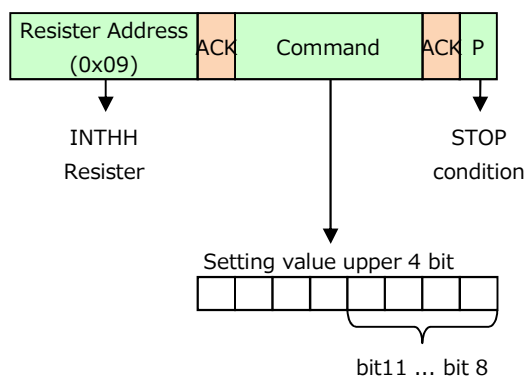 Resister Address
(0x09)
ACK
Command
ACK
P
INTHH
Resister
STOP
condition
Setting value upper 4 bit
bit11 ... bit 8